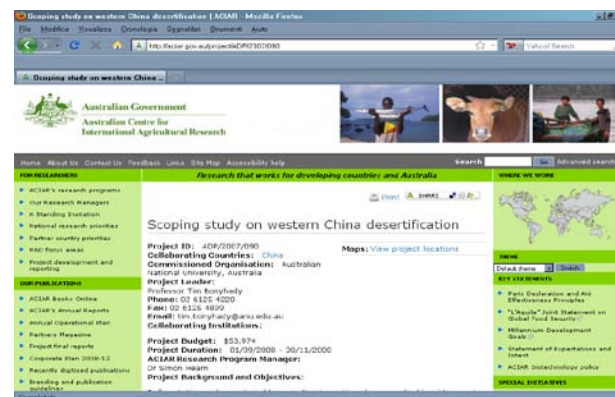 Scoping study on western China desertification | ACIAR - Mozilla Firefox
File Modifica Visualizza Cronologia Segnalibri Strumenti Aiuto
Yahoo! Search
Scoping study on western China ...
Australian Government
Australian Centre for
International Agricultural Research
Home About Us Contact Us Feedback Links Site Map Accessibility help
Search Go Advanced search
FOR RESEARCHERS
ACIAR's research programs
Our Research Managers
A Standing Invitation
National research priorities
Partner country priorities
R&D focus areas
Project development and
reporting
OUR PUBLICATIONS
ACIAR Books Online
ACIAR's Annual Reports
Annual Operational Plan
Partners Magazine
Project final reports
Corporate Plan 2008-12
Recently digitised publications
Branding and publication
guidelines
Research that works for developing countries and Australia
Print SHARE
Scoping study on western China desertification
Project ID: ADP/2007/090
Collaborating Countries: China
Commissioned Organisation: Australian
National University, Australia
Project Leader:
Professor Tim Bonyhady
Phone: 02 6125 4220
Fax: 02 6125 4899
Email: tim.bonyhady@anu.edu.au
Collaborating Institutions:
Maps: View project locations
Project Budget: $53,974
Project Duration: 01/09/2008 - 30/11/2008
ACIAR Research Program Manager:
Dr Simon Hearn
Project Background and Objectives:
WHERE WE WORK
THEME
Default theme Switch
KEY STATEMENTS
Paris Declaration and Aid
Effectiveness Principles
"L'Aquila" Joint Statement on
Global Food Security
Millennium Development
Goals
Statement of Expectations and
Intent
ACIAR biotechnology policy
SPECIAL INITIATIVES